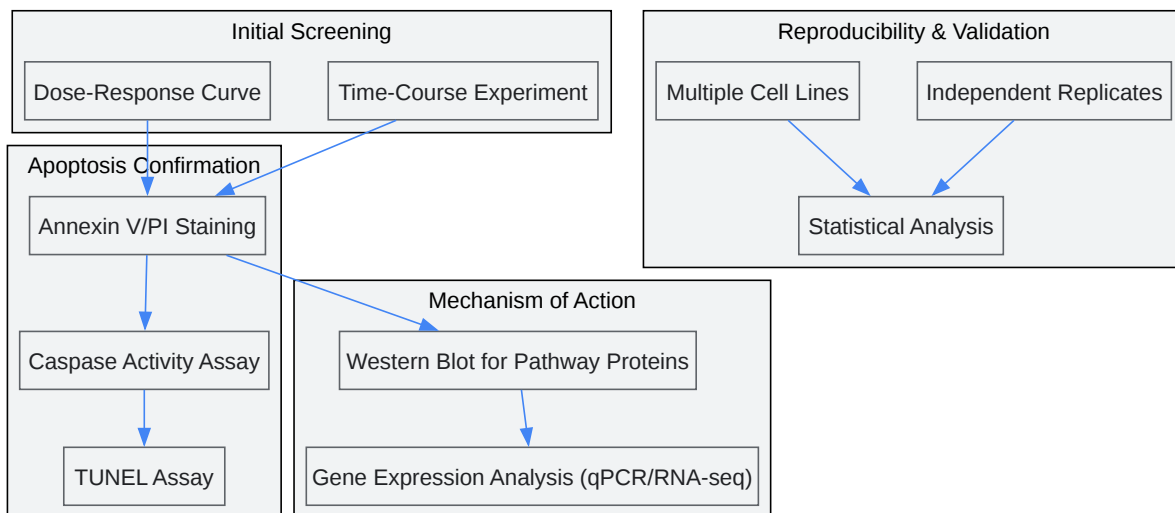 Initial Screening
Dose-Response Curve
Time-Course Experiment
Reproducibility & Validation
Multiple Cell Lines
Independent Replicates
Statistical Analysis
Apoptosis Confirmation
Annexin V/PI Staining
Caspase Activity Assay
TUNEL Assay
Mechanism of Action
Western Blot for Pathway Proteins
Gene Expression Analysis (qPCR/RNA-seq)